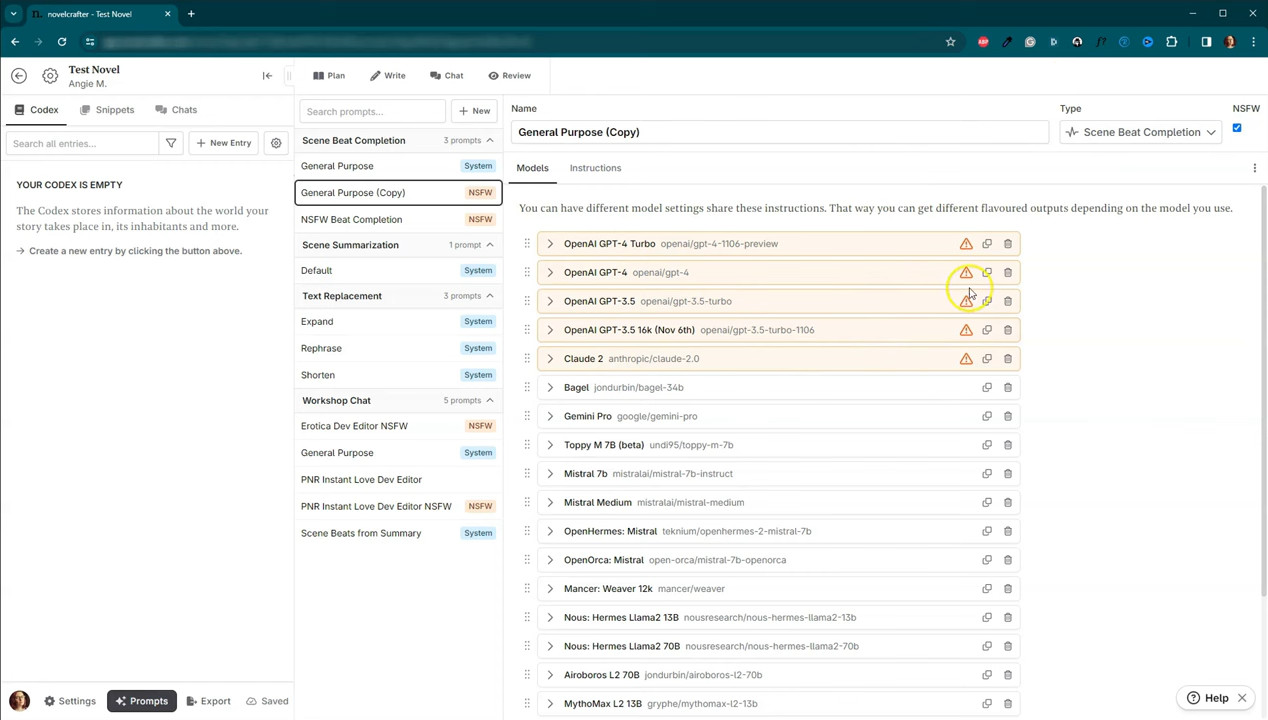 novelcrafter - Test Novel
Test Novel
Angie M.
Plan
Write
Chat
Review
Codex
Snippets
Chats
Search all entries...
New Entry
YOUR CODEX IS EMPTY
The Codex stores information about the world your
story takes place in, its inhabitants and more.
→ Create a new entry by clicking the button above.
Settings
Prompts
Export
Saved
Search prompts...
New
Scene Beat Completion 3 prompts
General Purpose System
General Purpose (Copy) NSFW
NSFW Beat Completion NSFW
Scene Summarization 1 prompt
Default System
Text Replacement 3 prompts
Expand System
Rephrase System
Shorten System
Workshop Chat 5 prompts
Erotica Dev Editor NSFW NSFW
General Purpose System
PNR Instant Love Dev Editor
PNR Instant Love Dev Editor NSFW NSFW
Scene Beats from Summary System
Name
General Purpose (Copy)
Type
Scene Beat Completion
NSFW
Models
Instructions
You can have different model settings share these instructions. That way you can get different flavoured outputs depending on the model you use.
OpenAI GPT-4 Turbo openai/gpt-4-1106-preview
OpenAI GPT-4 openai/gpt-4
OpenAI GPT-3.5 openai/gpt-3.5-turbo
OpenAI GPT-3.5 16k (Nov 6th) openai/gpt-3.5-turbo-1106
Claude 2 anthropic/claude-2.0
Bagel jondurbin/bagel-34b
Gemini Pro google/gemini-pro
Toppy M 7B (beta) undi95/toppy-m-7b
Mistral 7b mistralai/mistral-7b-instruct
Mistral Medium mistralai/mistral-medium
OpenHermes: Mistral teknium/openhermes-2-mistral-7b
OpenOrca: Mistral open-orca/mistral-7b-openorca
Mancer: Weaver 12k mancer/weaver
Nous: Hermes Llama2 13B nousresearch/nous-hermes-llama2-13b
Nous: Hermes Llama2 70B nousresearch/nous-hermes-llama2-70b
Airoboros L2 70B jondurbin/airoboros-l2-70b
MythoMax L2 13B gryphe/mythomax-l2-13b
Help